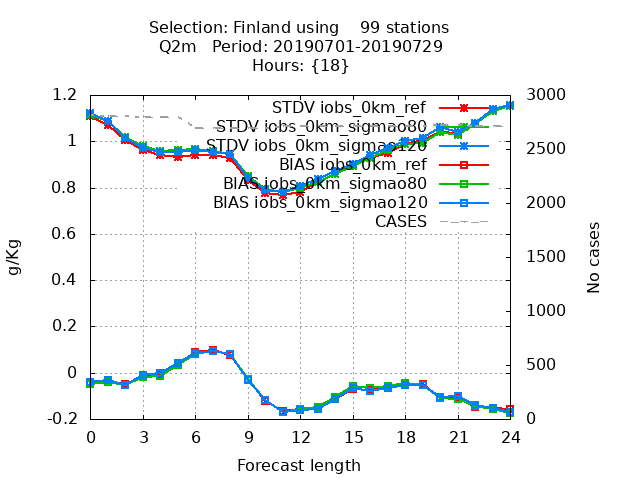 Selection: Finland using 99 stations
Q2m Period: 20190701-20190729
Hours: {18}
STDV iobs_0km_ref
STDV iobs_0km_sigmao80
STDV iobs_0km_sigmao120
BIAS iobs_0km_ref
BIAS iobs_0km_sigmao80
BIAS iobs_0km_sigmao120
CASES
1.2
1
0.8
0.6
0.4
0.2
0
-0.2
g/Kg
3000
2500
2000
1500
1000
500
0
No cases
0 3 6 9 12 15 18 21 24
Forecast length